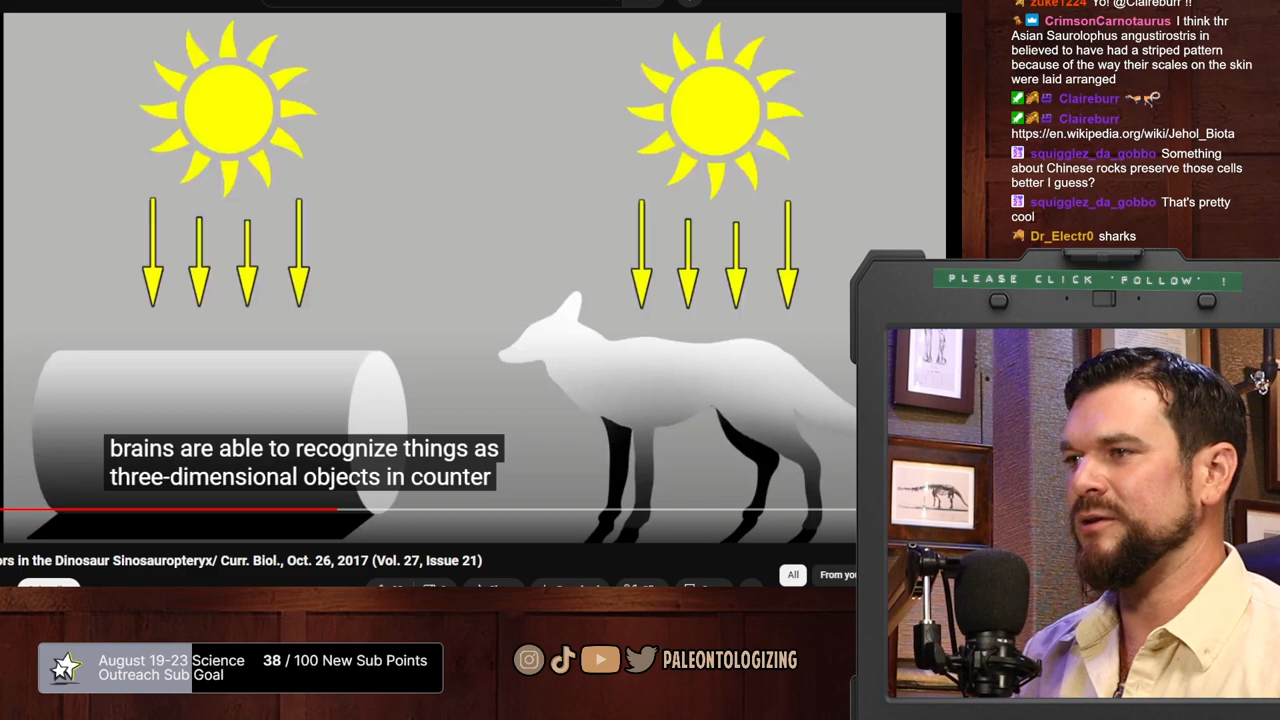 zuke1224 Yo! @Claireburr !!
CrimsonCarnotaurus I think thr
Asian Saurolophus angustirostris in
believed to have had a striped pattern
because of the way their scales on the skin
were laid arranged
Claireburr
Claireburr
https://en.wikipedia.org/wiki/Jehol_Biota
squigglez_da_gobbo Something
about Chinese rocks preserve those cells
better I guess?
squigglez_da_gobbo That's pretty
cool
Dr_Electr0 sharks
PLEASE CLICK 'FOLLOW' !
brains are able to recognize things as
three-dimensional objects in counter
ors in the Dinosaur Sinosauropteryx/ Curr. Biol., Oct. 26, 2017 (Vol. 27, Issue 21)
All From you
August 19-23 Science
Outreach Sub Goal
38 / 100 New Sub Points
PALEONTOLOGIZING